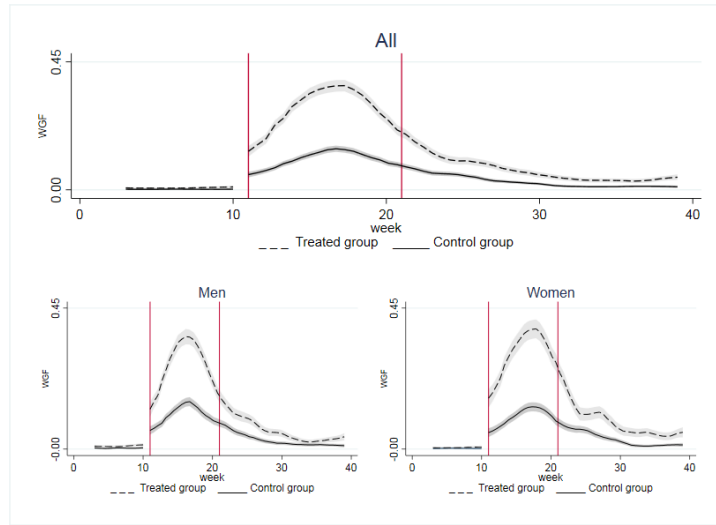 All
0.45
WGF
0.00
0 10 20 30 40
week
Treated group Control group
Men
0.45
WGF
-0.00
0 10 20 30 40
week
Treated group Control group
Women
0.45
WGF
-0.00
0 10 20 30 40
week
Treated group Control group